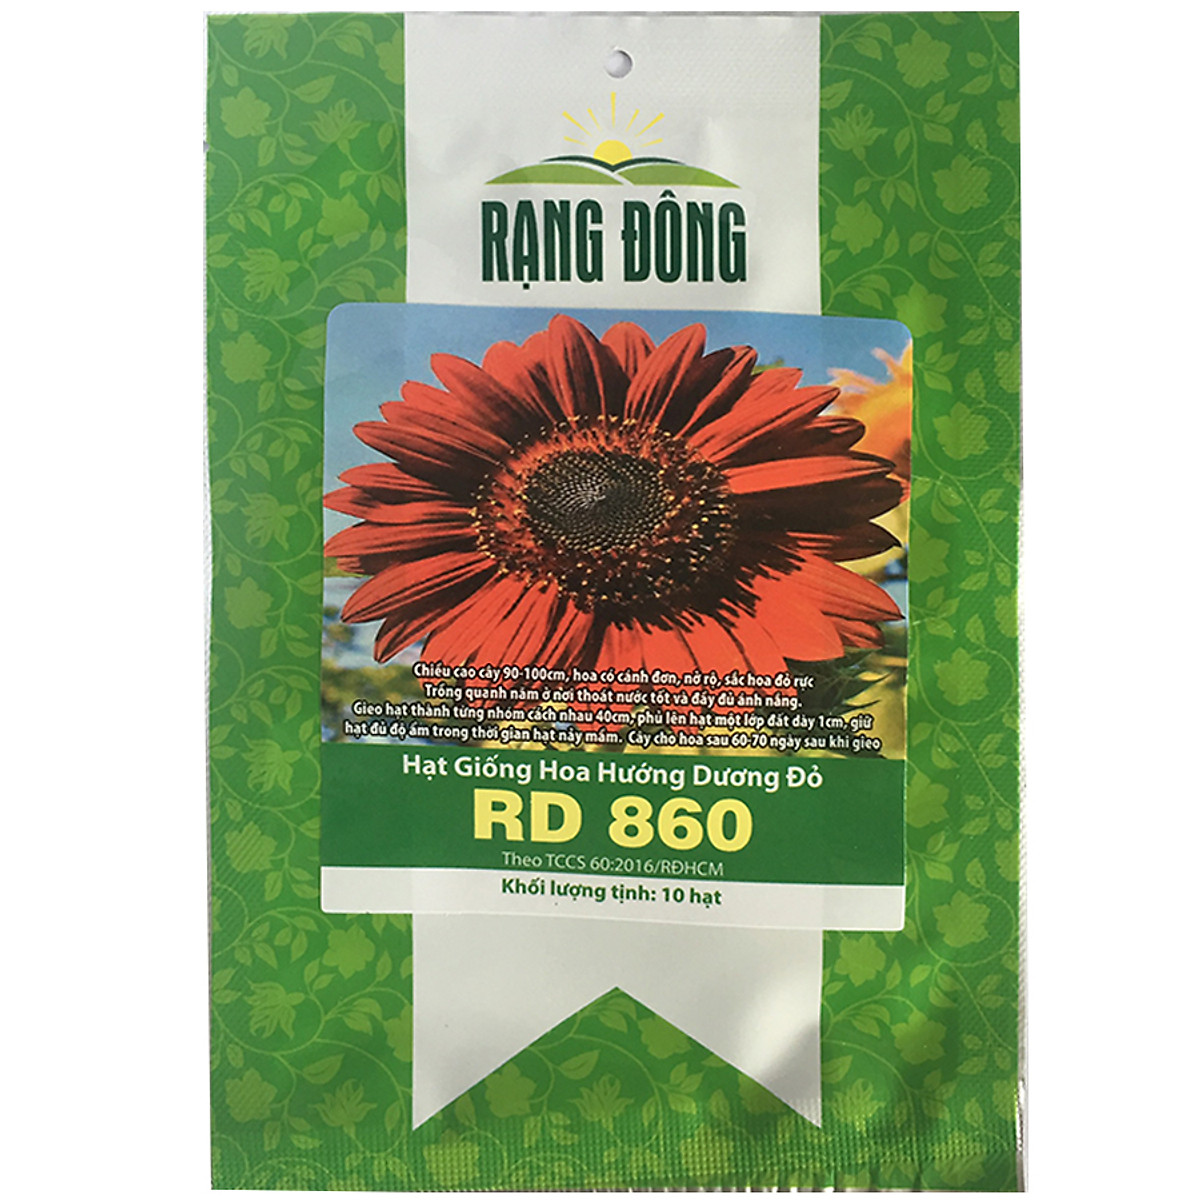 RẠNG ĐÔNG
Chiều cao cây 90-100cm, hoa có cánh đơn, nở rộ, sắc hoa đỏ rực
Trồng quanh năm ở nơi thoát nước tốt và đầy đủ ánh nắng.
Gieo hạt thành từng nhóm cách nhau 40cm, phủ lên hạt một lớp đất dày 1cm, giữ
hạt đủ độ ẩm trong thời gian hạt nảy mầm. Cây cho hoa sau 60-70 ngày sau khi gieo
Hạt Giống Hoa Hướng Dương Đỏ
RD 860
Theo TCCS 60:2016/RĐHCM
Khối lượng tịnh: 10 hạt